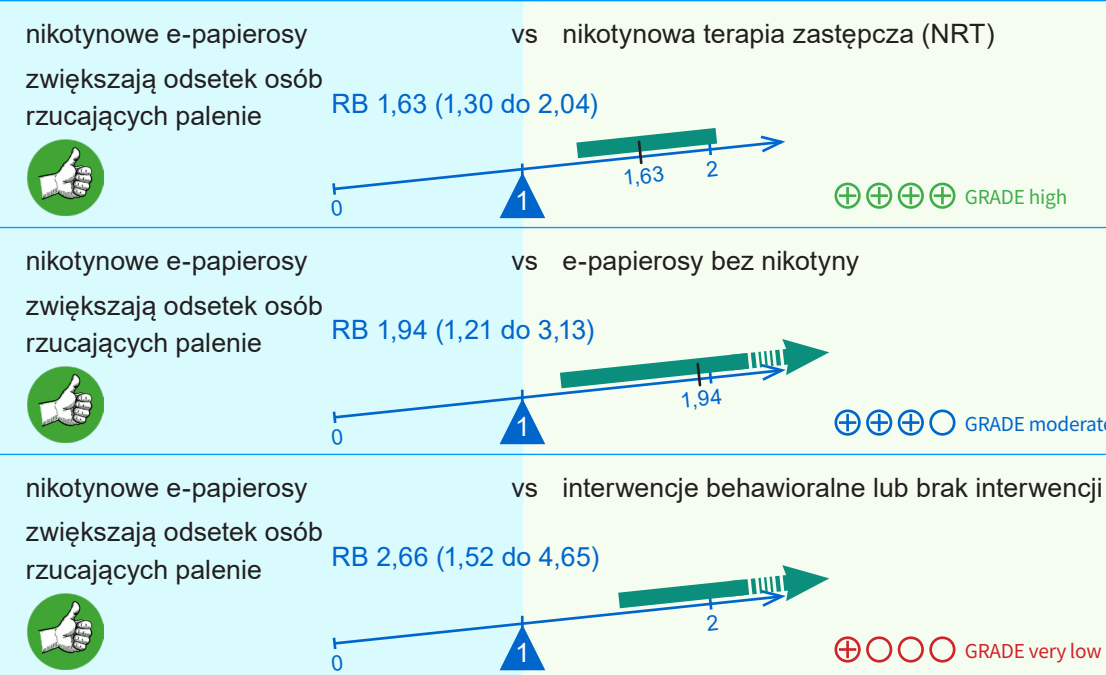 nikotynowe e-papierosy vs nikotynowa terapia zastępcza (NRT)
zwiększają odsetek osób
rzucających palenie
RB 1,63 (1,30 do 2,04)
0 1 1,63 2
GRADE high
nikotynowe e-papierosy vs e-papierosy bez nikotyny
zwiększają odsetek osób
rzucających palenie
RB 1,94 (1,21 do 3,13)
0 1 1,94
GRADE moderate
nikotynowe e-papierosy vs interwencje behawioralne lub brak interwencji
zwiększają odsetek osób
rzucających palenie
RB 2,66 (1,52 do 4,65)
0 1 2
GRADE very low